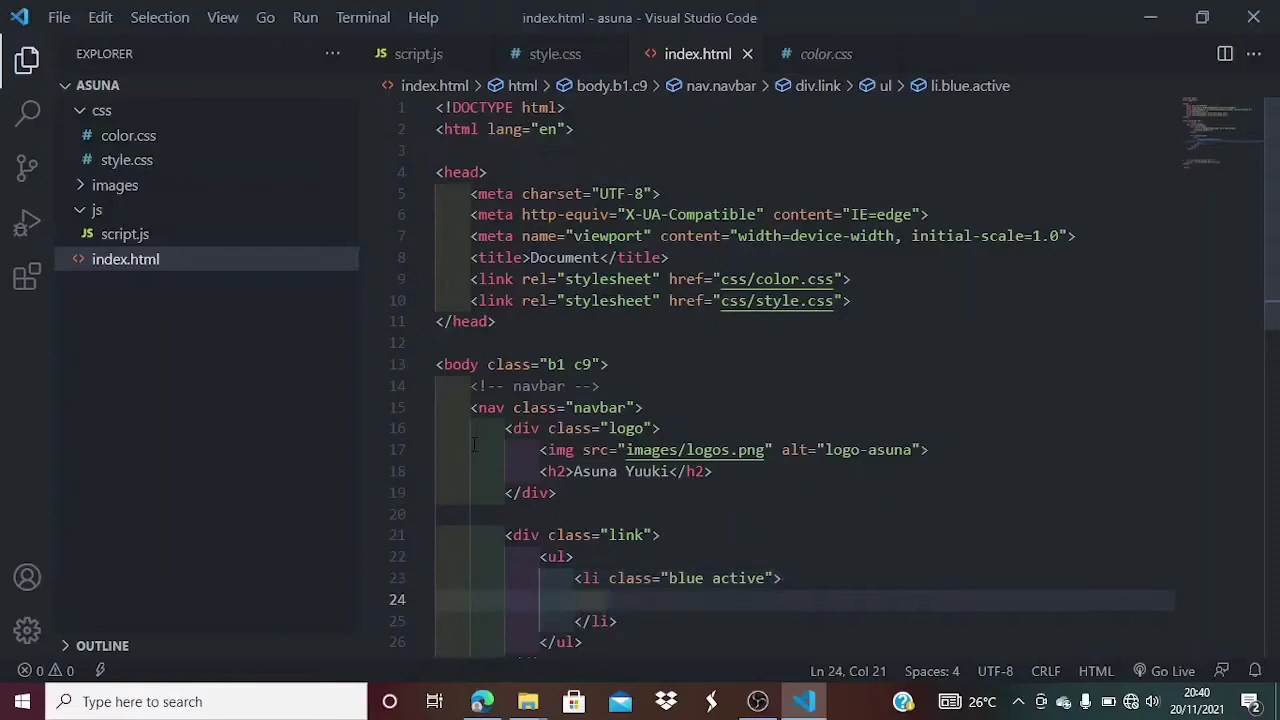 File Edit Selection View Go Run Terminal Help
index.html - asuna - Visual Studio Code
EXPLORER
script.js
style.css
index.html
color.css
ASUNA
index.html > html > body.b1.c9 > nav.navbar > div.link > ul > li.blue.active
css
color.css
style.css
images
js
JS script.js
index.html
1 <!DOCTYPE html>
2 <html lang="en">
3
4 <head>
5 <meta charset="UTF-8">
6 <meta http-equiv="X-UA-Compatible" content="IE=edge">
7 <meta name="viewport" content="width=device-width, initial-scale=1.0">
8 <title>Document</title>
9 <link rel="stylesheet" href="css/color.css">
10 <link rel="stylesheet" href="css/style.css">
11 </head>
12
13 <body class="b1 c9">
14 <!-- navbar -->
15 <nav class="navbar">
16 <div class="logo">
17 <img src="images/logos.png" alt="logo-asuna">
18 <h2>Asuna Yuuki</h2>
19 </div>
20
21 <div class="link">
22 <ul>
23 <li class="blue active">
24
25 </li>
26 </ul>
OUTLINE
0 0
Ln 24, Col 21 Spaces: 4 UTF-8 CRLF HTML Go Live
Type here to search
26°C
20:40
20/11/2021
2